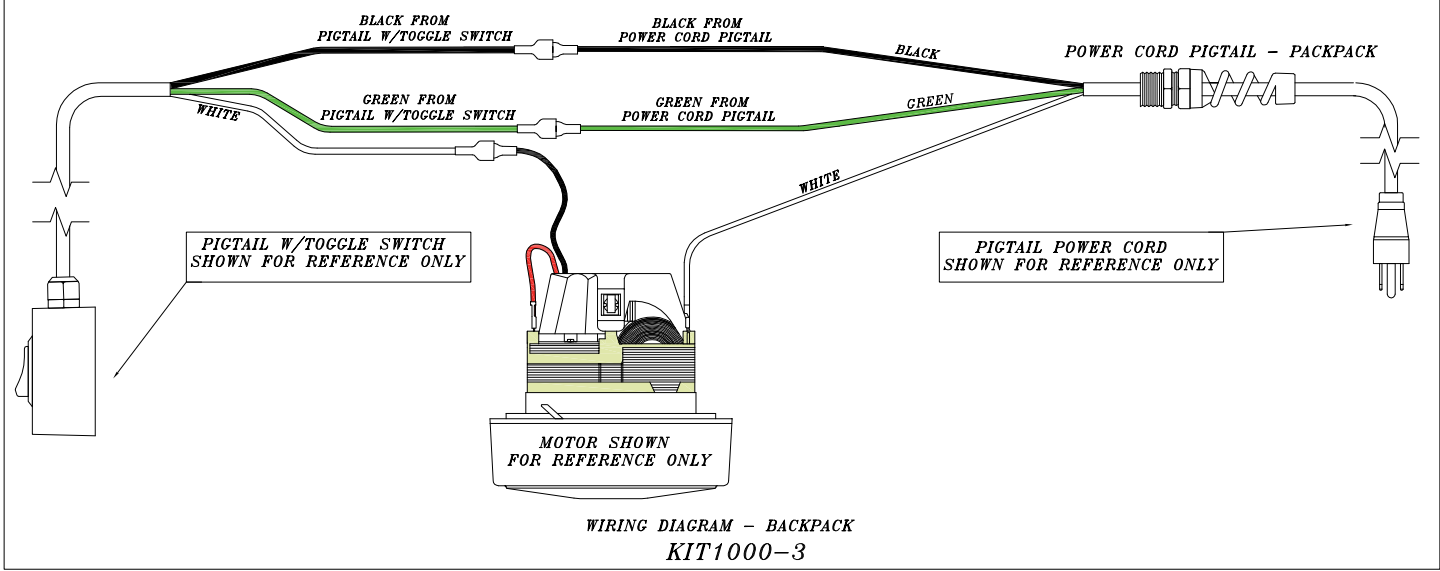 BLACK FROM
PIGTAIL W/TOGGLE SWITCH
BLACK FROM
POWER CORD PIGTAIL
BLACK
POWER CORD PIGTAIL - PACKPACK
GREEN FROM
PIGTAIL W/TOGGLE SWITCH
GREEN FROM
POWER CORD PIGTAIL
GREEN
WHITE
WHITE
PIGTAIL W/TOGGLE SWITCH
SHOWN FOR REFERENCE ONLY
PIGTAIL POWER CORD
SHOWN FOR REFERENCE ONLY
MOTOR SHOWN
FOR REFERENCE ONLY
WIRING DIAGRAM - BACKPACK
KIT1000-3